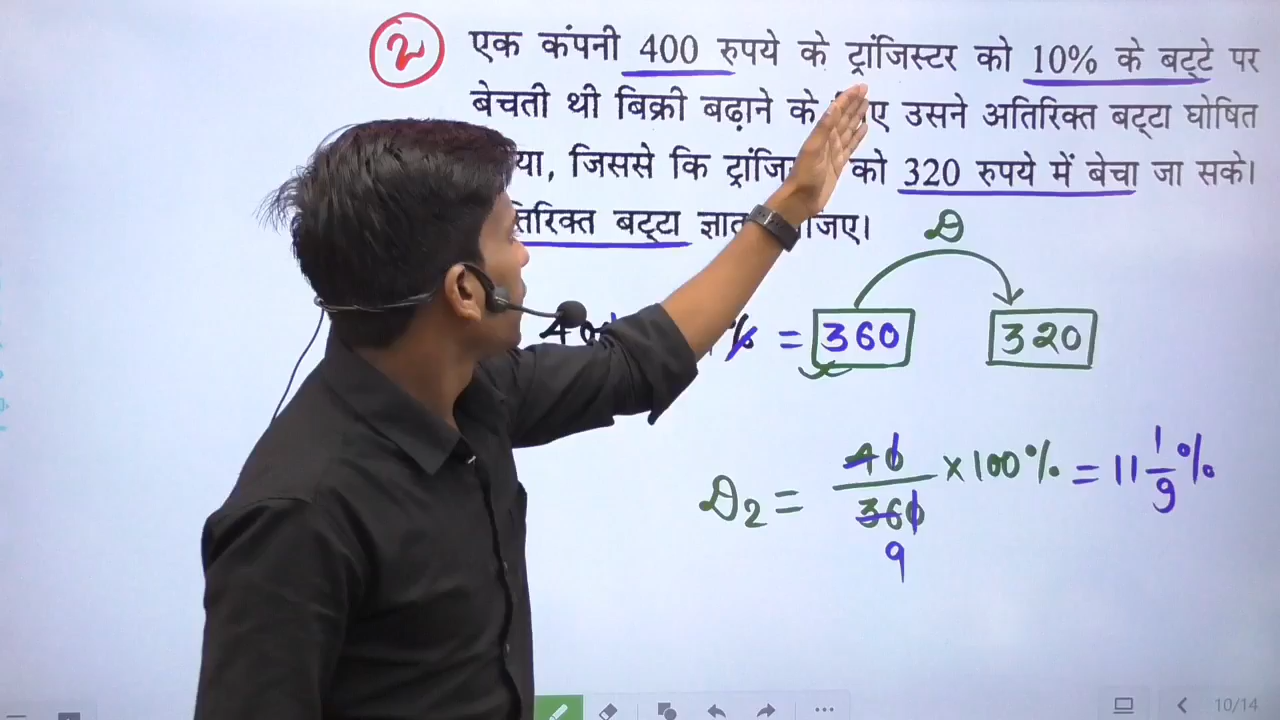 2
एक कंपनी 400 रुपये के ट्रांजिस्टर को 10% के बट्टे पर
बेचती थी बिक्री बढ़ाने के उसने अतिरिक्त बट्टा घोषित
जिससे कि को 320 रुपये में बेचा जा सके।
बट्टा
D
= 360 320
D2 = 40/360 × 100% = 11 1/9 %
9
10/14